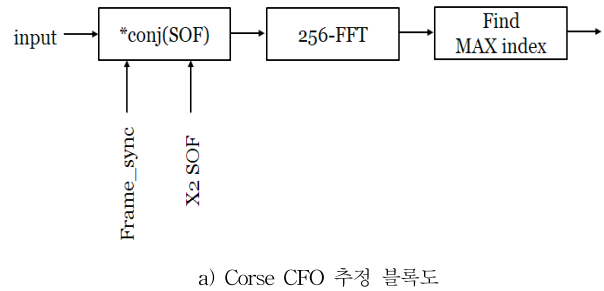 input
*conj(SOF)
256-FFT
Find
MAX index
Frame_sync
X2 SOF
a) Corse CFO 추정 블록도